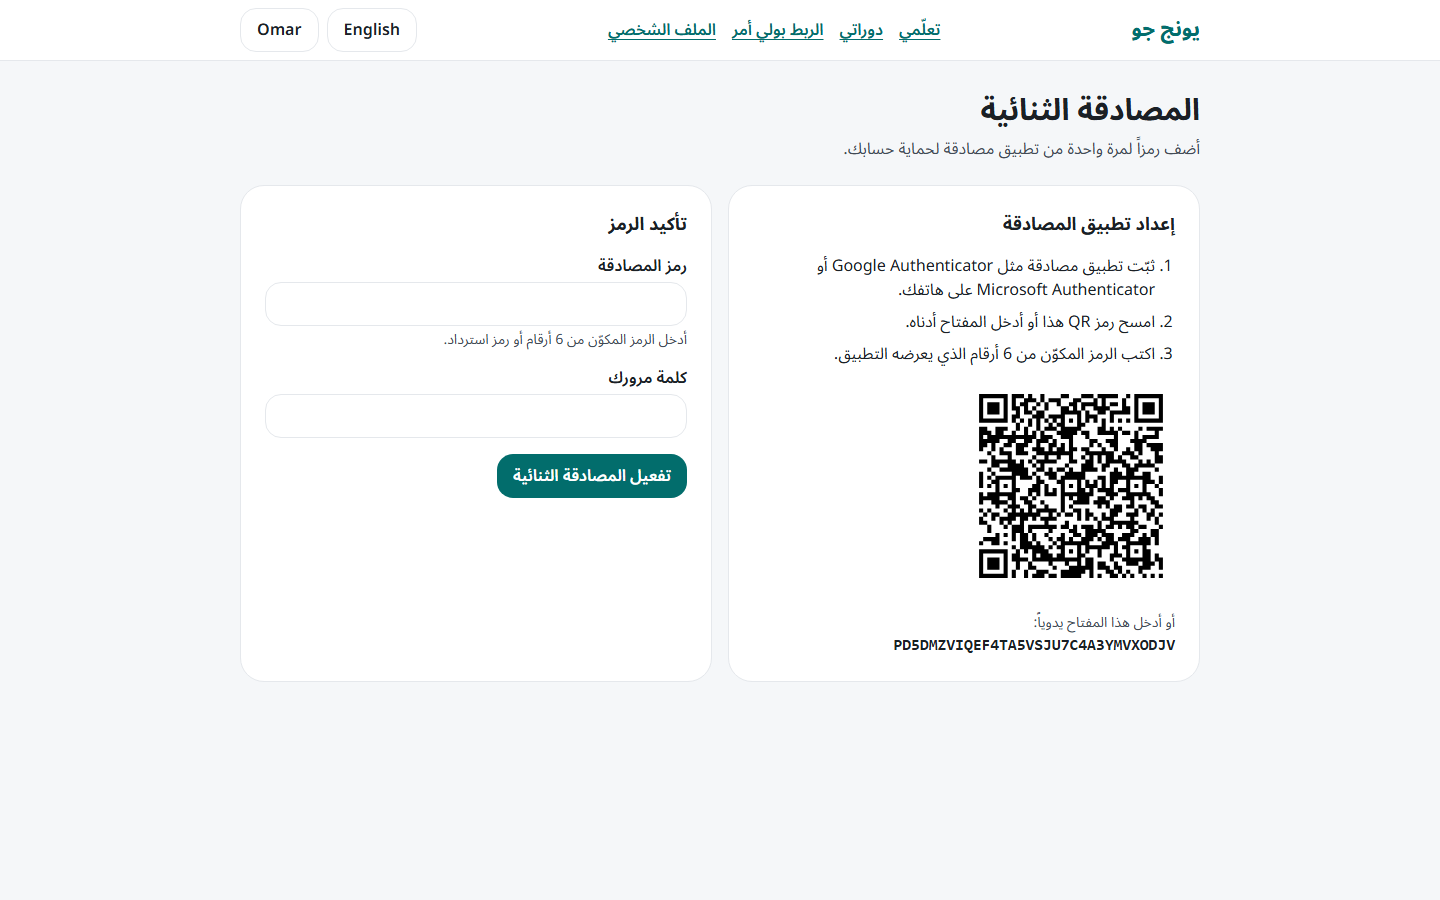 يونج جو
تعلّمي
دوراتي
الربط بولي أمر
الملف الشخصي
English
Omar
المصادقة الثنائية
أضف رمزاً لمرة واحدة من تطبيق مصادقة لحماية حسابك.
إعداد تطبيق المصادقة
1. ثبّت تطبيق مصادقة مثل Google Authenticator أو
Microsoft Authenticator على هاتفك.
2. امسح رمز QR هذا أو أدخل المفتاح أدناه.
3. اكتب الرمز المكوّن من 6 أرقام الذي يعرضه التطبيق.
أو أدخل هذا المفتاح يدوياً:
PD5DMZVIQEF4TA5VSJU7C4A3YMVXODJV
تأكيد الرمز
رمز المصادقة
أدخل الرمز المكوّن من 6 أرقام أو رمز استرداد.
كلمة مرورك
تفعيل المصادقة الثنائية